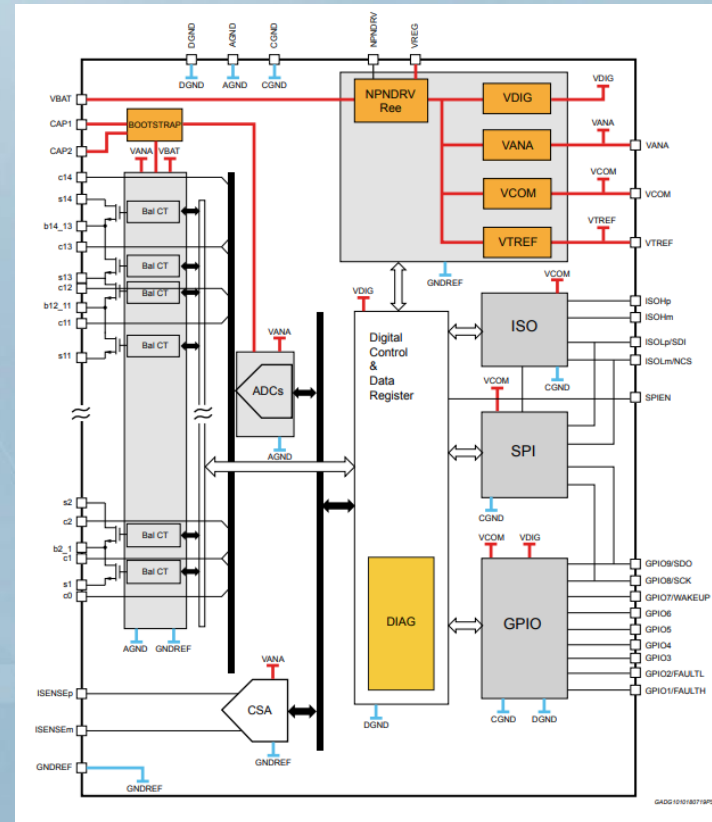 DGND
AGND
CGND
NPNDRV
VREG
DGND
AGND
CGND
VBAT
CAP1
CAP2
BOOTSTRAP
VANA VBAT
NPNDRV
Ree
VDIG
VDIG
VANA
VANA
VANA
VCOM
VCOM
VCOM
VTREF
VTREF
VTREF
GNDREF
c14
s14
b14_13
c13
s13
c12
b12_11
c11
s11
Bal CT
Bal CT
Bal CT
Bal CT
VANA
ADCs
AGND
VDIG
Digital
Control
&
Data
Register
DIAG
DGND
VCOM
ISO
CGND
ISOHp
ISOHm
ISOLp/SDI
ISOLm/NCS
SPIEN
VCOM
SPI
CGND
s2
c2
b2_1
c1
s1
c0
Bal CT
Bal CT
AGND GNDREF
VCOM VDIG
GPIO
CGND DGND
GPIO9/SDO
GPIO8/SCK
GPIO7/WAKEUP
GPIO6
GPIO5
GPIO4
GPIO3
GPIO2/FAULTL
GPIO1/FAULTH
ISENSEp
ISENSEm
VANA
CSA
GNDREF
GNDREF
GNDREF
GADG1010180719PS